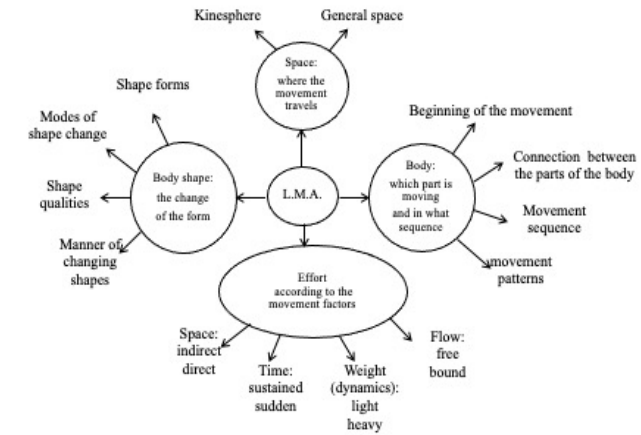 Kinesphere
General space
Space:
where the
movement
travels
Shape forms
Modes of
shape change
Shape
qualities
Manner of
changing
shapes
Body shape:
the change
of the form
L.M.A.
Body:
which part is
moving
and in what
sequence
Beginning of the movement
Connection between
the parts of the body
Movement
sequence
movement
patterns
Effort
according to the
movement factors
Space:
indirect
direct
Time:
sustained
sudden
Weight
(dynamics):
light
heavy
Flow:
free
bound